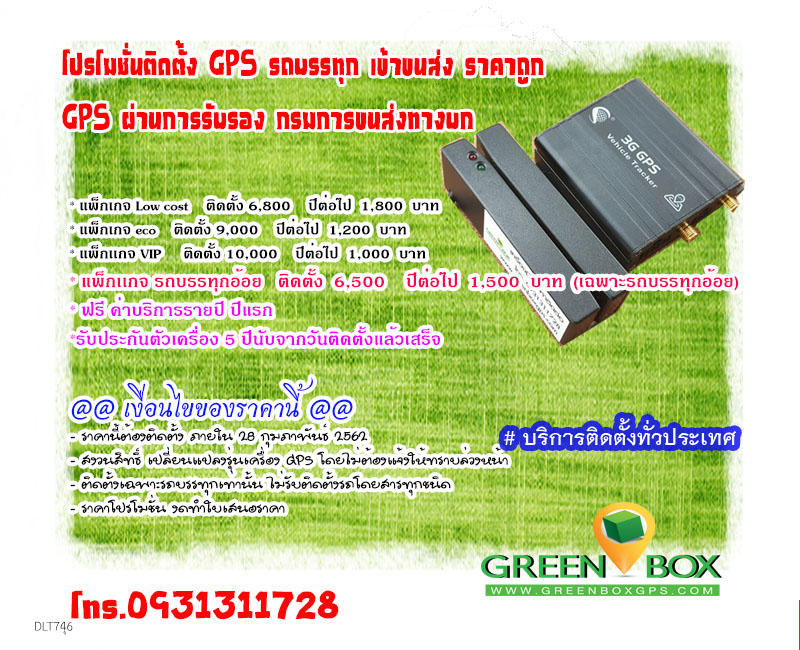 โปรโมชั่นติดตั้ง GPS รถบรรทุก เข้าขนส่ง ราคาถูก
GPS ผ่านการรับรอง กรมการขนส่งทางบก
3G GPS
Vehicle Tracker
* แพ็กเกจ Low cost ติดตั้ง 6,800 ปีต่อไป 1,800 บาท
* แพ็กเกจ eco ติดตั้ง 9,000 ปีต่อไป 1,200 บาท
* แพ็กเเกจ VIP ติดตั้ง 10,000 ปีต่อไป 1,000 บาท
* แพ็กเเกจ รถบรรทุกอ้อย ติดตั้ง 6,500 ปีต่อไป 1,500 บาท (เฉพาะรถบรรทุกอ้อย)
* ฟรี ค่าบริการรายปี ปีแรก
*รับประกันตัวเครื่อง 5 ปีนับจากวันติดตั้งแล้วเสร็จ
@@ เงื่อนไขของราคานี้ @@
- ราคานี้ต้องติดตั้ง ภายใน 28 กุมภาพันธ์ 2562
# บริการติดตั้งทั่วประเทศ
- สงวนสิทธิ์ เปลี่ยนแปลงรุ่นเครื่อง GPS โดยไม่ต้องแจ้งให้ทราบล่วงหน้า
- ติดตั้งเฉพาะรถบรรทุกเท่านั้น ไม่รับติดตั้งรถโดยสารทุกชนิด
- ราคาโปรโมชั่น งดทำใบเสนอราคา
GREEN BOX
WWW.GREENBOXGPS.COM
โทร.0931311728
DLT746